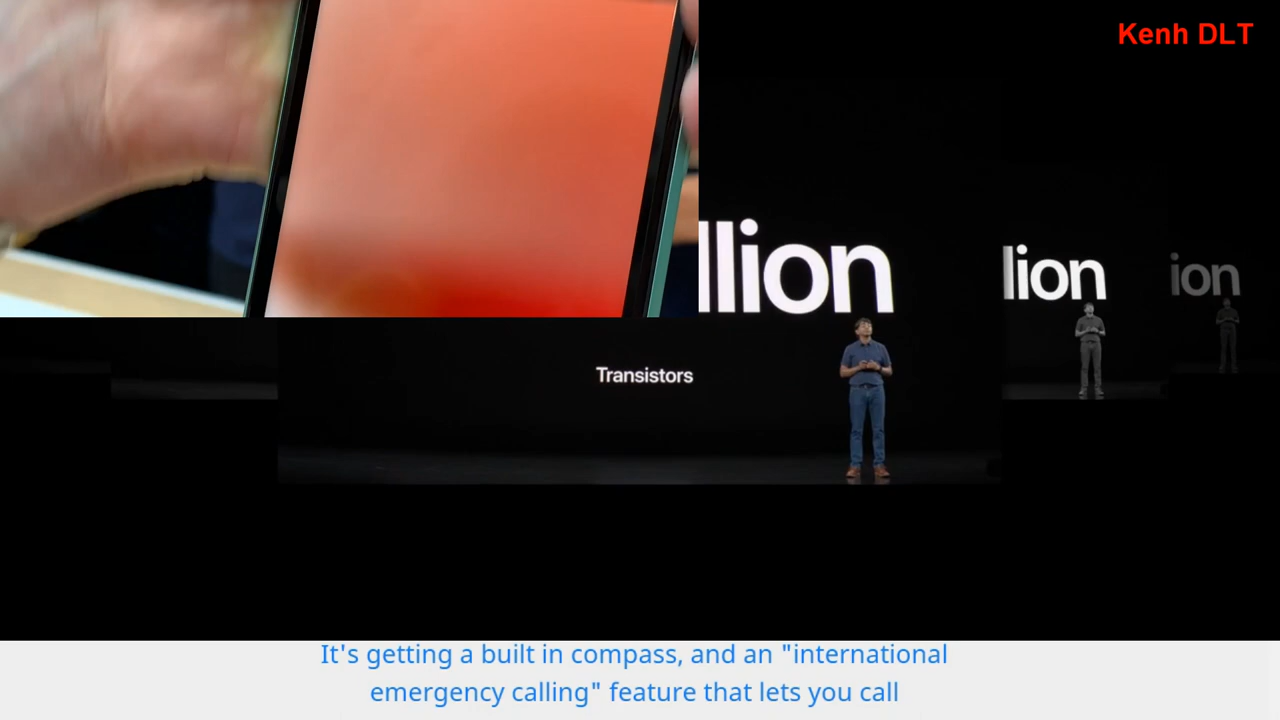 Kenh DLT
llion
lion
ion
Transistors
It's getting a built in compass, and an "international
emergency calling" feature that lets you call